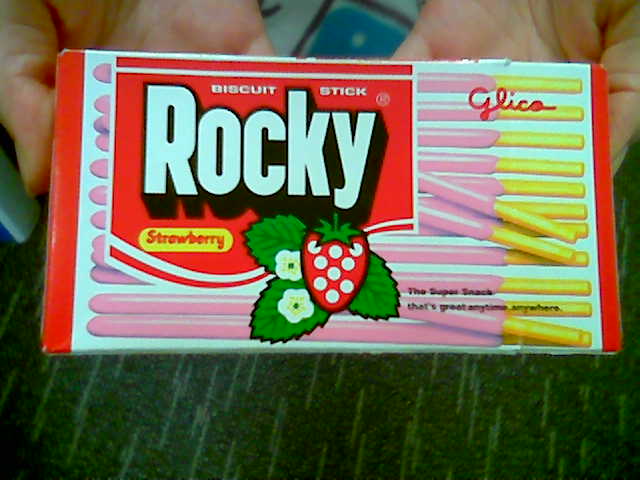 BISCUIT STICK
Rocky®
Glico
Strawberry
The Super Snack
that's great anytime, anywhere.